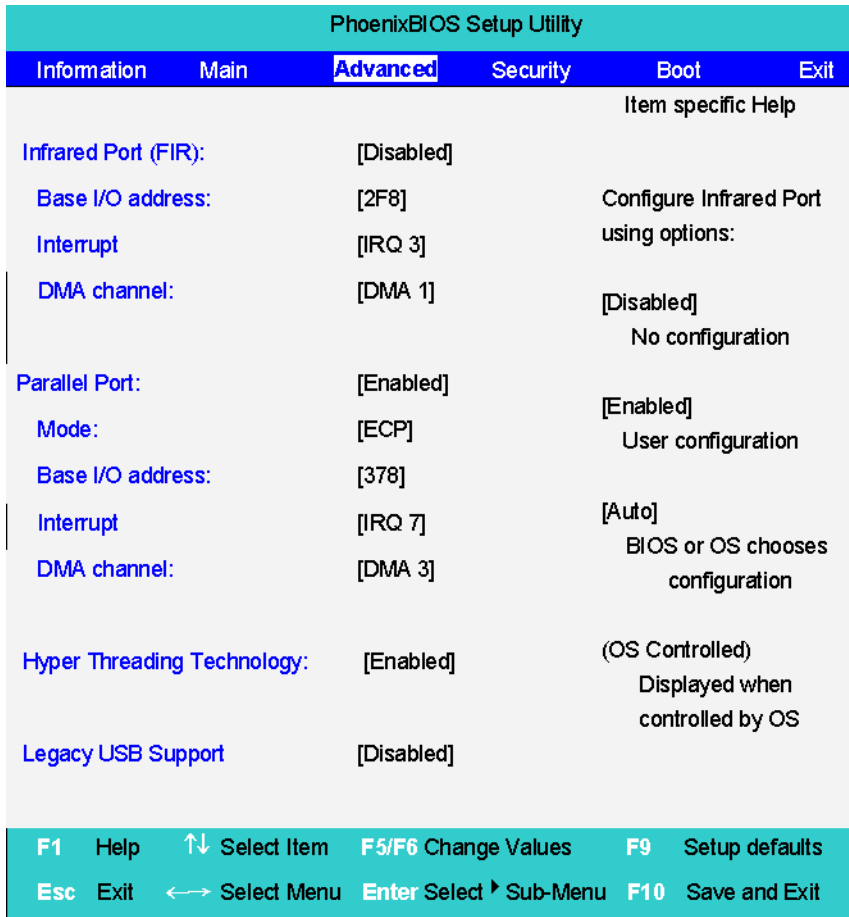 PhoenixBIOS Setup Utility
Information Main Advanced Security Boot Exit
Item specific Help
Infrared Port (FIR): [Disabled]
Base I/O address: [2F8]
Interrupt [IRQ 3]
DMA channel: [DMA 1]
Parallel Port: [Enabled]
Mode: [ECP]
Base I/O address: [378]
Interrupt [IRQ 7]
DMA channel: [DMA 3]
Hyper Threading Technology: [Enabled]
Legacy USB Support [Disabled]
Configure Infrared Port
using options:
[Disabled]
No configuration
[Enabled]
User configuration
[Auto]
BIOS or OS chooses
configuration
(OS Controlled)
Displayed when
controlled by OS
F1 Help ↑↓ Select Item F5/F6 Change Values F9 Setup defaults
Esc Exit ←→ Select Menu Enter Select ▶ Sub-Menu F10 Save and Exit